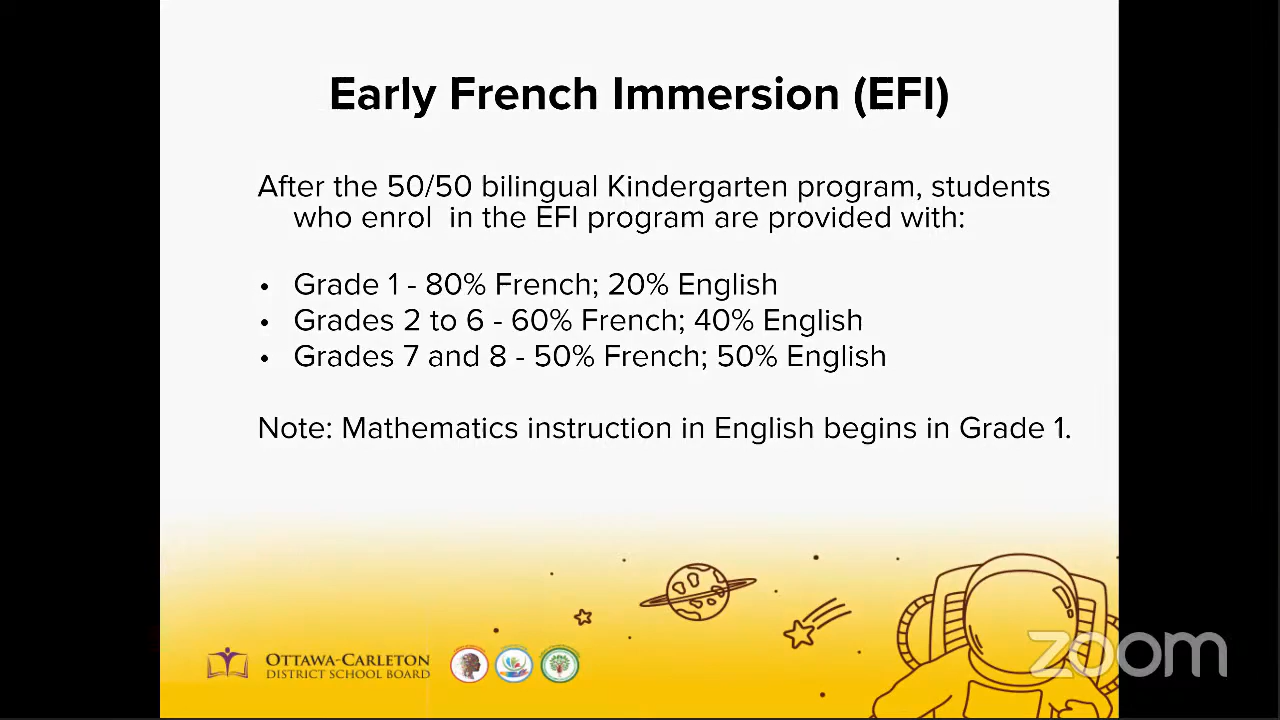 Early French Immersion (EFI)
After the 50/50 bilingual Kindergarten program, students
who enrol in the EFI program are provided with:
• Grade 1 - 80% French; 20% English
• Grades 2 to 6 - 60% French; 40% English
• Grades 7 and 8 - 50% French; 50% English
Note: Mathematics instruction in English begins in Grade 1.
OTTAWA-CARLETON
DISTRICT SCHOOL BOARD
zoom